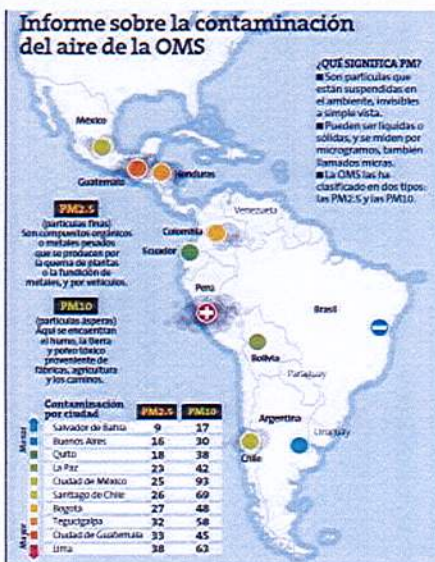 Informe sobre la contaminación
del aire de la OMS
¿QUÉ SIGNIFICA PM?
Son partículas que
están suspendidas en
el ambiente, invisibles
a simple vista.
Pueden ser líquidas o
sólidas, y se miden por
microgramos, también
llamados micras.
La OMS las ha
clasificado en dos tipos:
las PM2.5 y las PM10.
México
Guatemala
Honduras
Venezuela
Colombia
Ecuador
Perú
Brasil
Bolivia
Paraguay
Argentina
Uruguay
Chile
PM2.5
(partículas finas)
Son compuestos orgánicos
o metales pesados
que se producen por
la quema de plantas
o la fundición de
metales, y por vehículos.
PM10
(partículas ásperas)
Aquí se encuentran
el humo, la tierra
y polvo tóxico
proveniente de
fábricas, agricultura
y los caminos.
Contaminación
por ciudad PM2.5 PM10
Menor
Salvador de Bahía 9 17
Buenos Aires 16 30
Quito 18 38
La Paz 23 42
Ciudad de México 25 93
Santiago de Chile 26 69
Bogota 27 48
Tegucigalpa 32 58
Ciudad de Guatemala 33 45
Lima 38 63
Mayor